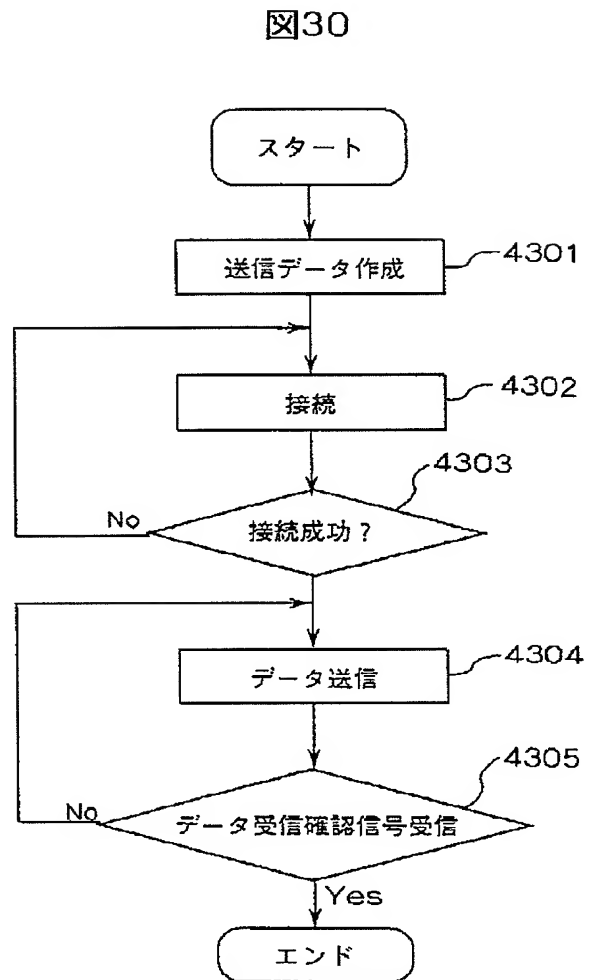 図30
スタート
送信データ作成
4301
接続
4302
接続成功？
4303
No
データ送信
4304
データ受信確認信号受信
4305
No
Yes
エンド